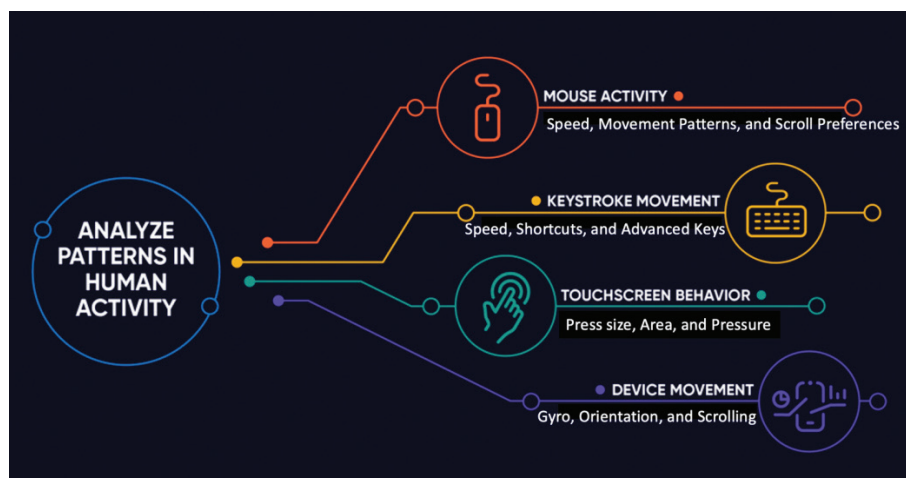 ANALYZE
PATTERNS IN
HUMAN
ACTIVITY
MOUSE ACTIVITY
Speed, Movement Patterns, and Scroll Preferences
KEYSTROKE MOVEMENT
Speed, Shortcuts, and Advanced Keys
TOUCHSCREEN BEHAVIOR
Press size, Area, and Pressure
DEVICE MOVEMENT
Gyro, Orientation, and Scrolling